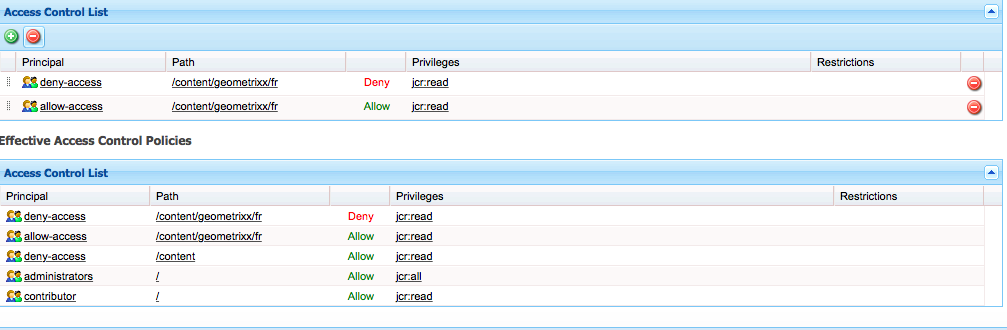 Access Control List
Principal Path Privileges Restrictions
deny-access /content/geometrixx/fr Deny jcr:read
allow-access /content/geometrixx/fr Allow jcr:read
Effective Access Control Policies
Access Control List
Principal Path Privileges Restrictions
deny-access /content/geometrixx/fr Deny jcr:read
allow-access /content/geometrixx/fr Allow jcr:read
deny-access /content Allow jcr:read
administrators / Allow jcr:all
contributor / Allow jcr:read